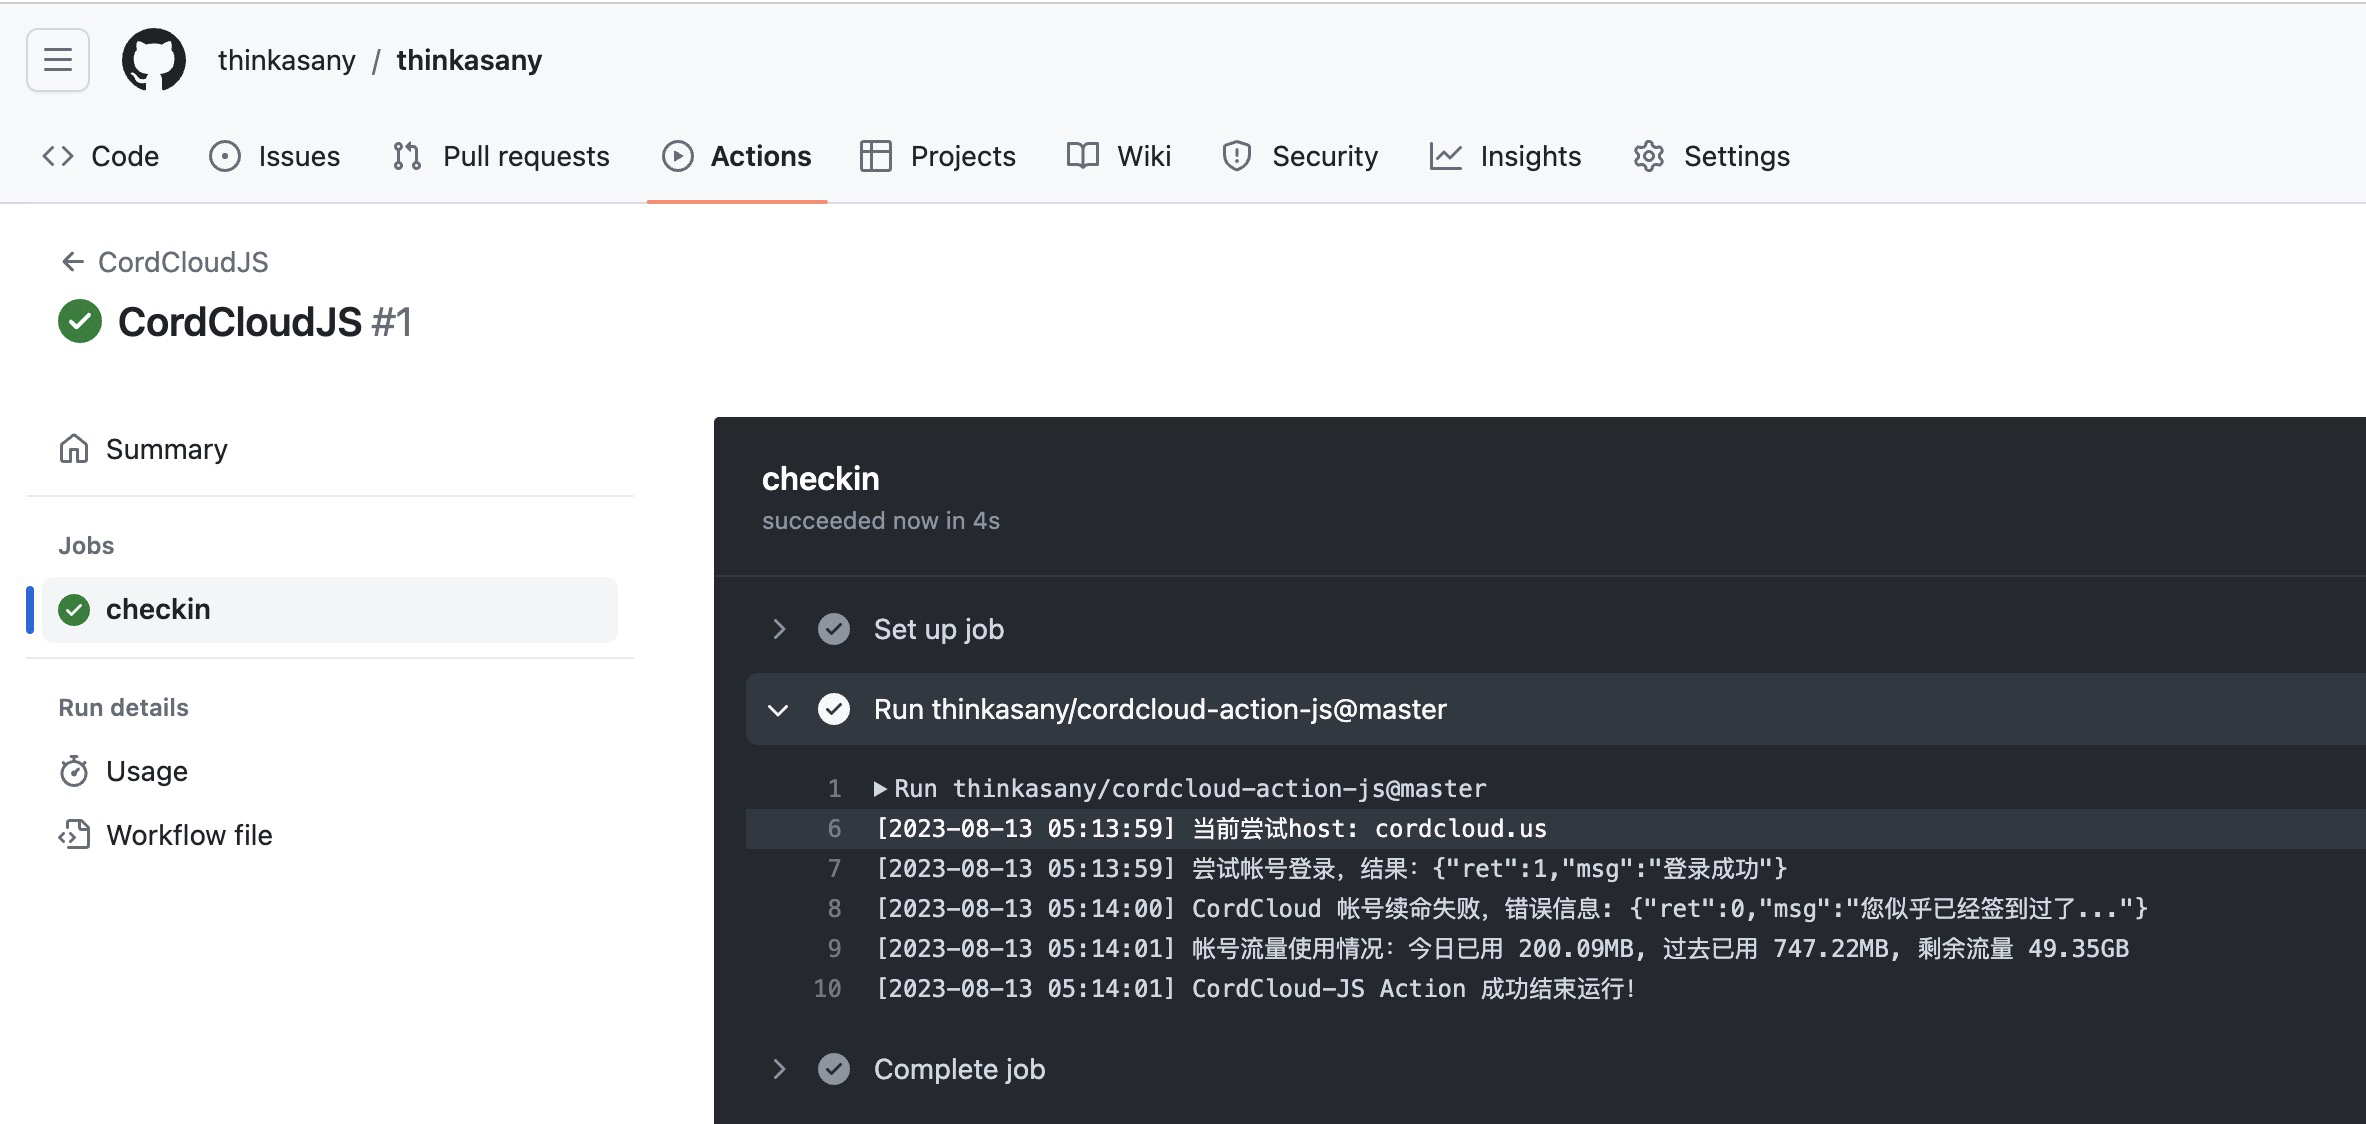 thinkasany / thinkasany
Code Issues Pull requests Actions Projects Wiki Security Insights Settings
← CordCloudJS
CordCloudJS #1
Summary
Jobs
checkin
Run details
Usage
Workflow file
checkin
succeeded now in 4s
Set up job
Run thinkasany/cordcloud-action-js@master
1 ▶Run thinkasany/cordcloud-action-js@master
6 [2023-08-13 05:13:59] 当前尝试host: cordcloud.us
7 [2023-08-13 05:13:59] 尝试帐号登录，结果：{"ret":1,"msg":"登录成功"}
8 [2023-08-13 05:14:00] CordCloud 帐号续命失败，错误信息: {"ret":0,"msg":"您似乎已经签到过了..."}
9 [2023-08-13 05:14:01] 帐号流量使用情况：今日已用 200.09MB, 过去已用 747.22MB, 剩余流量 49.35GB
10 [2023-08-13 05:14:01] CordCloud-JS Action 成功结束运行！
Complete job